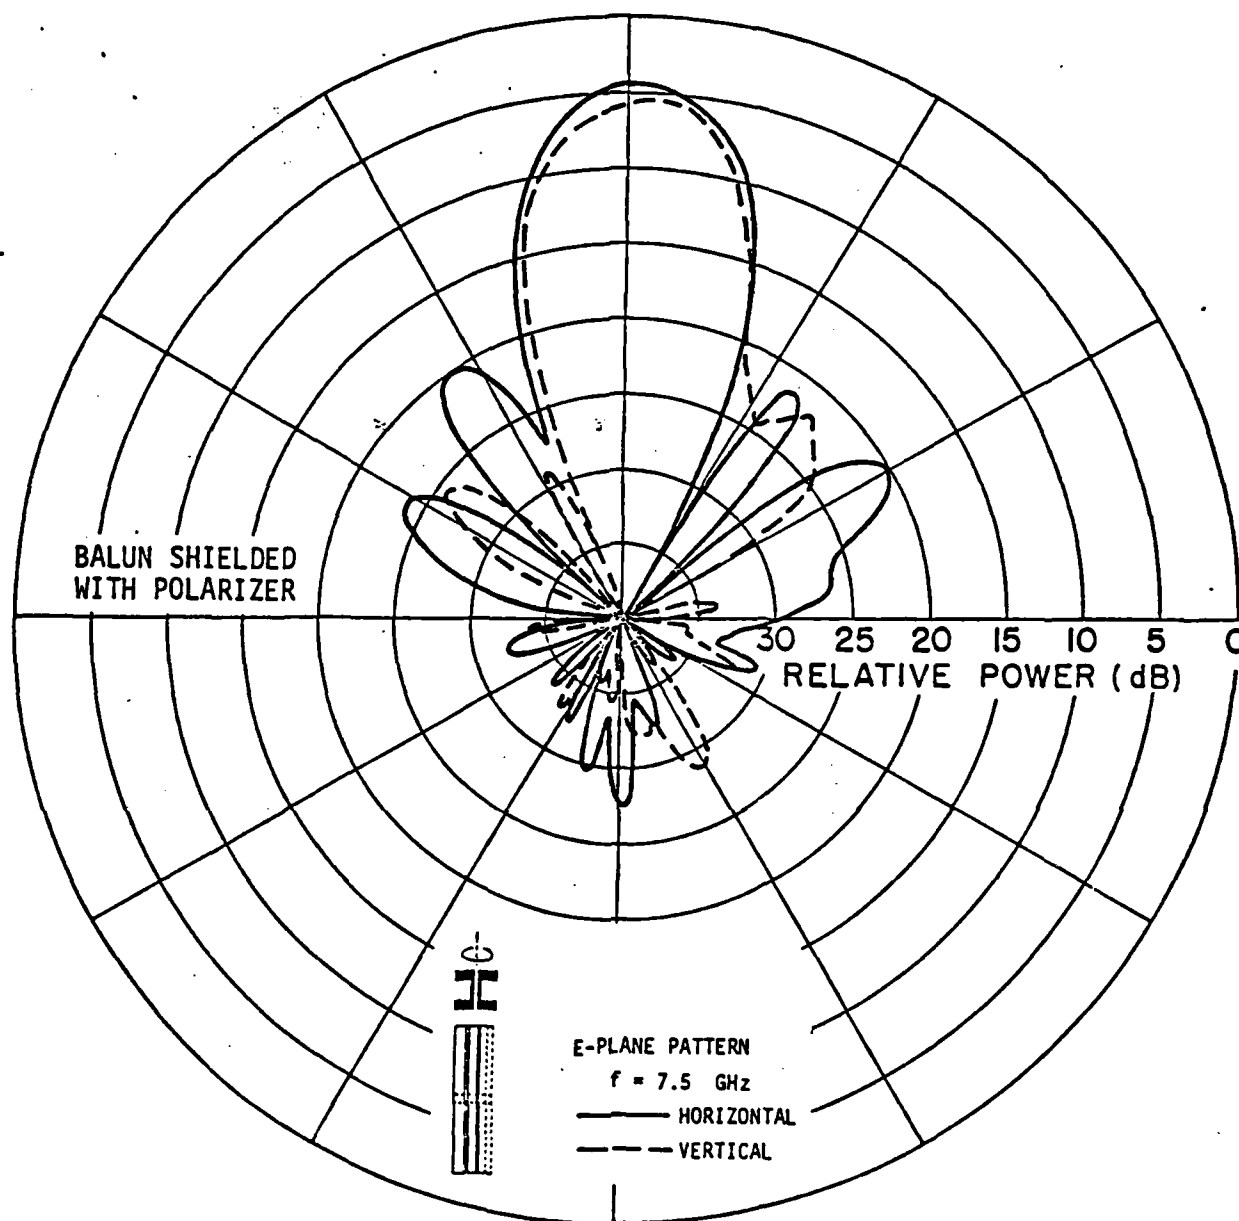 BALUN SHIELDED
WITH POLARIZER
30 25 20 15 10 5 0
RELATIVE POWER (dB)
E-PLANE PATTERN
f = 7.5 GHz
HORIZONTAL
VERTICAL